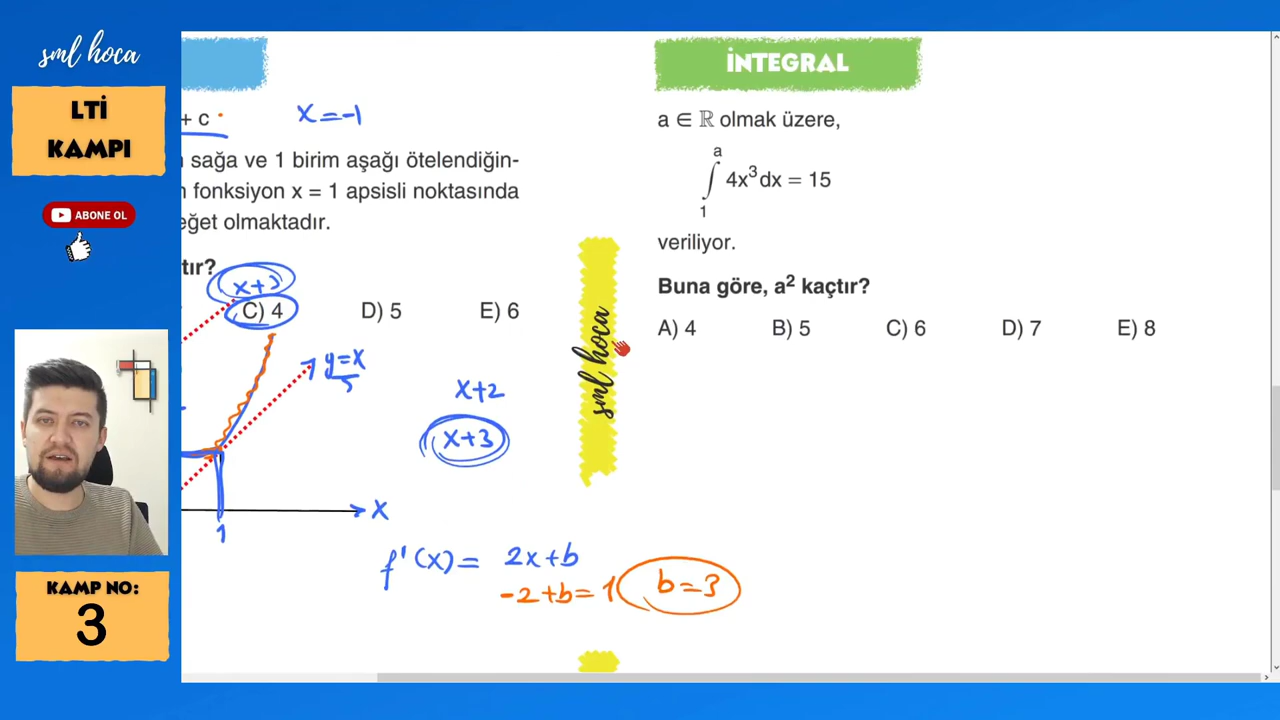 sml hoca
LTİ
KAMPI
ABONE OL
KAMP NO:
3
+ c
x = -1
sağa ve 1 birim aşağı ötelendiğin-
fonksiyon x = 1 apsisli noktasında
eğet olmaktadır.
tır?
x+3
C) 4 D) 5 E) 6
y=x
x+2
x+3
x
1
f'(x) = 2x+b
-2+b=1
b=3
sml hoca
İNTEGRAL
a ∈ ℝ olmak üzere,
a
∫ 4x³dx = 15
1
veriliyor.
Buna göre, a² kaçtır?
A) 4 B) 5 C) 6 D) 7 E) 8